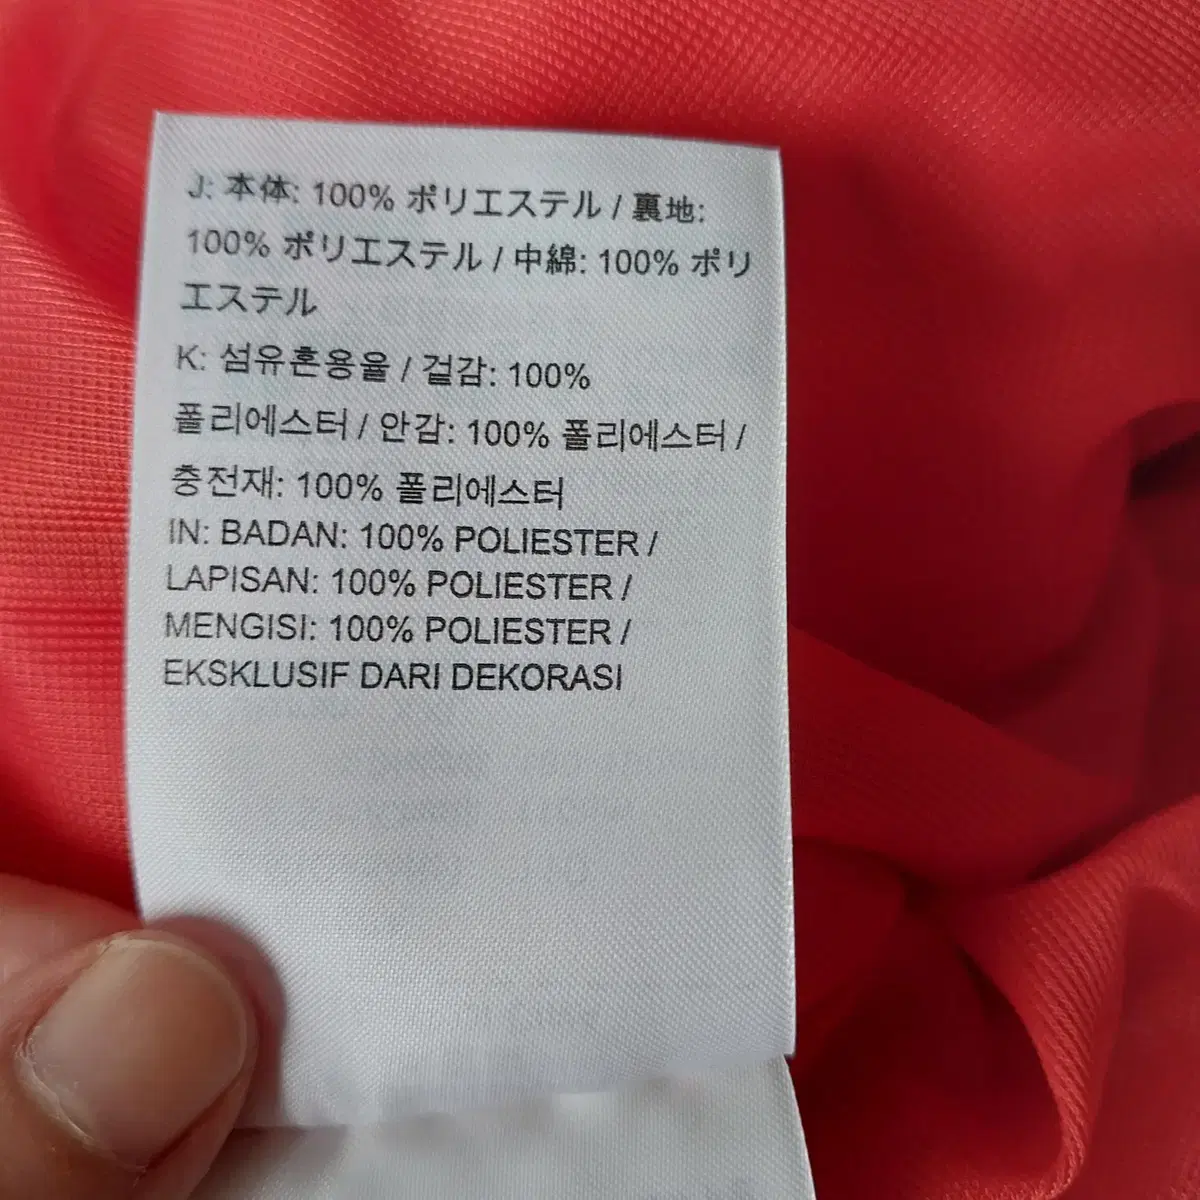 J: 本体: 100% ポリエステル / 裏地:
100% ポリエステル / 中綿: 100% ポリ
エステル
K: 섬유혼용율 / 겉감: 100%
폴리에스터 / 안감: 100% 폴리에스터 /
충전재: 100% 폴리에스터
IN: BADAN: 100% POLIESTER /
LAPISAN: 100% POLIESTER /
MENGISI: 100% POLIESTER /
EKSKLUSIF DARI DEKORASI